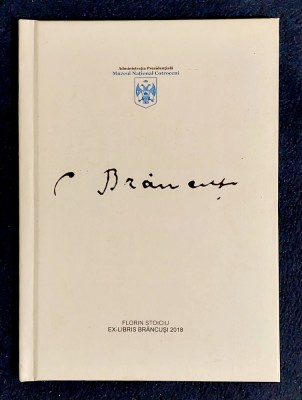 Administrația Prezidențială
Muzeul Național Cotroceni
C Brâncuși
FLORIN STOICIU
EX-LIBRIS BRÂNCUȘI 2018